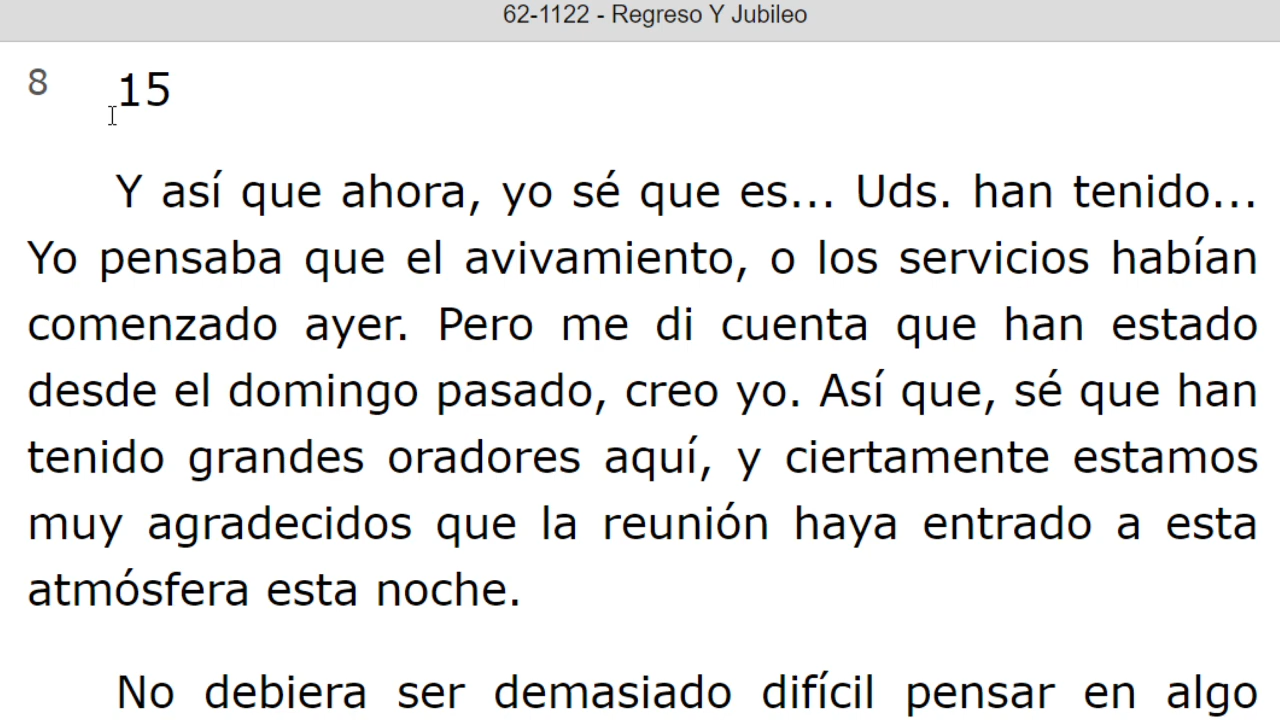 62-1122 - Regreso Y Jubileo
8 15
Y así que ahora, yo sé que es... Uds. han tenido...
Yo pensaba que el avivamiento, o los servicios habían
comenzado ayer. Pero me di cuenta que han estado
desde el domingo pasado, creo yo. Así que, sé que han
tenido grandes oradores aquí, y ciertamente estamos
muy agradecidos que la reunión haya entrado a esta
atmósfera esta noche.
No debiera ser demasiado difícil pensar en algo